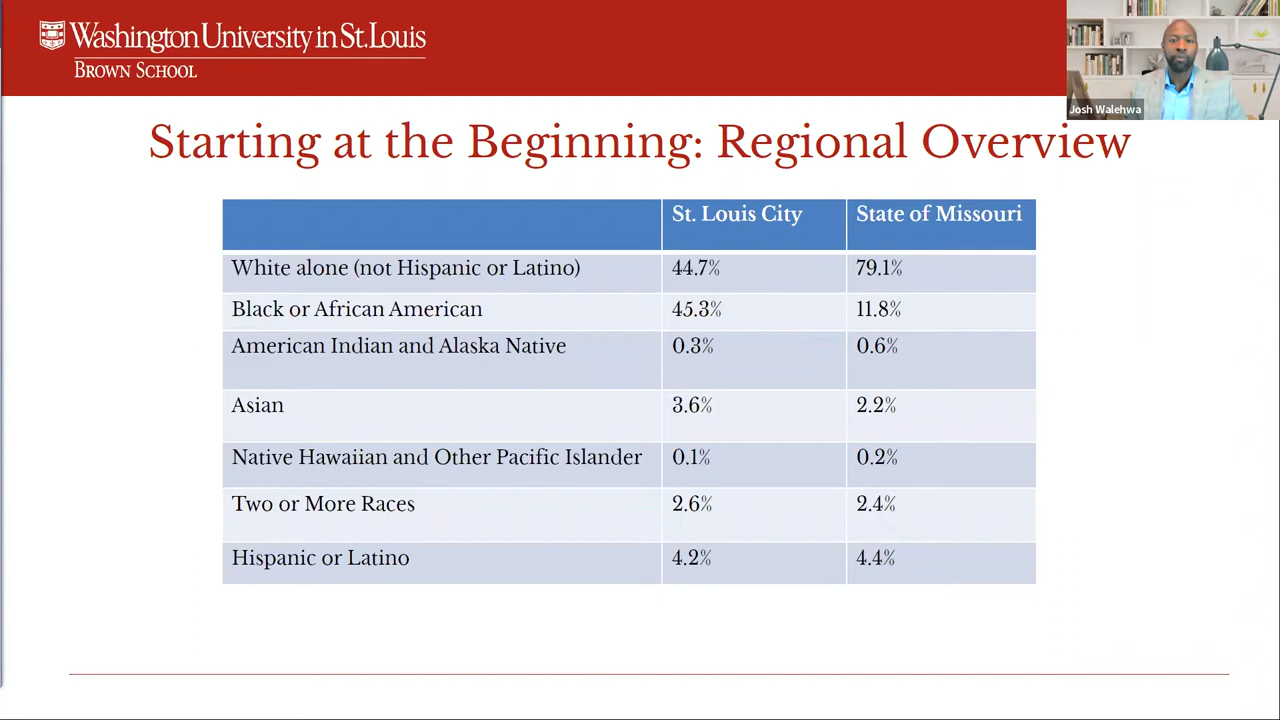 Washington University in St. Louis
BROWN SCHOOL
Josh Walehwa
Starting at the Beginning: Regional Overview
St. Louis City State of Missouri
White alone (not Hispanic or Latino) 44.7% 79.1%
Black or African American 45.3% 11.8%
American Indian and Alaska Native 0.3% 0.6%
Asian 3.6% 2.2%
Native Hawaiian and Other Pacific Islander 0.1% 0.2%
Two or More Races 2.6% 2.4%
Hispanic or Latino 4.2% 4.4%